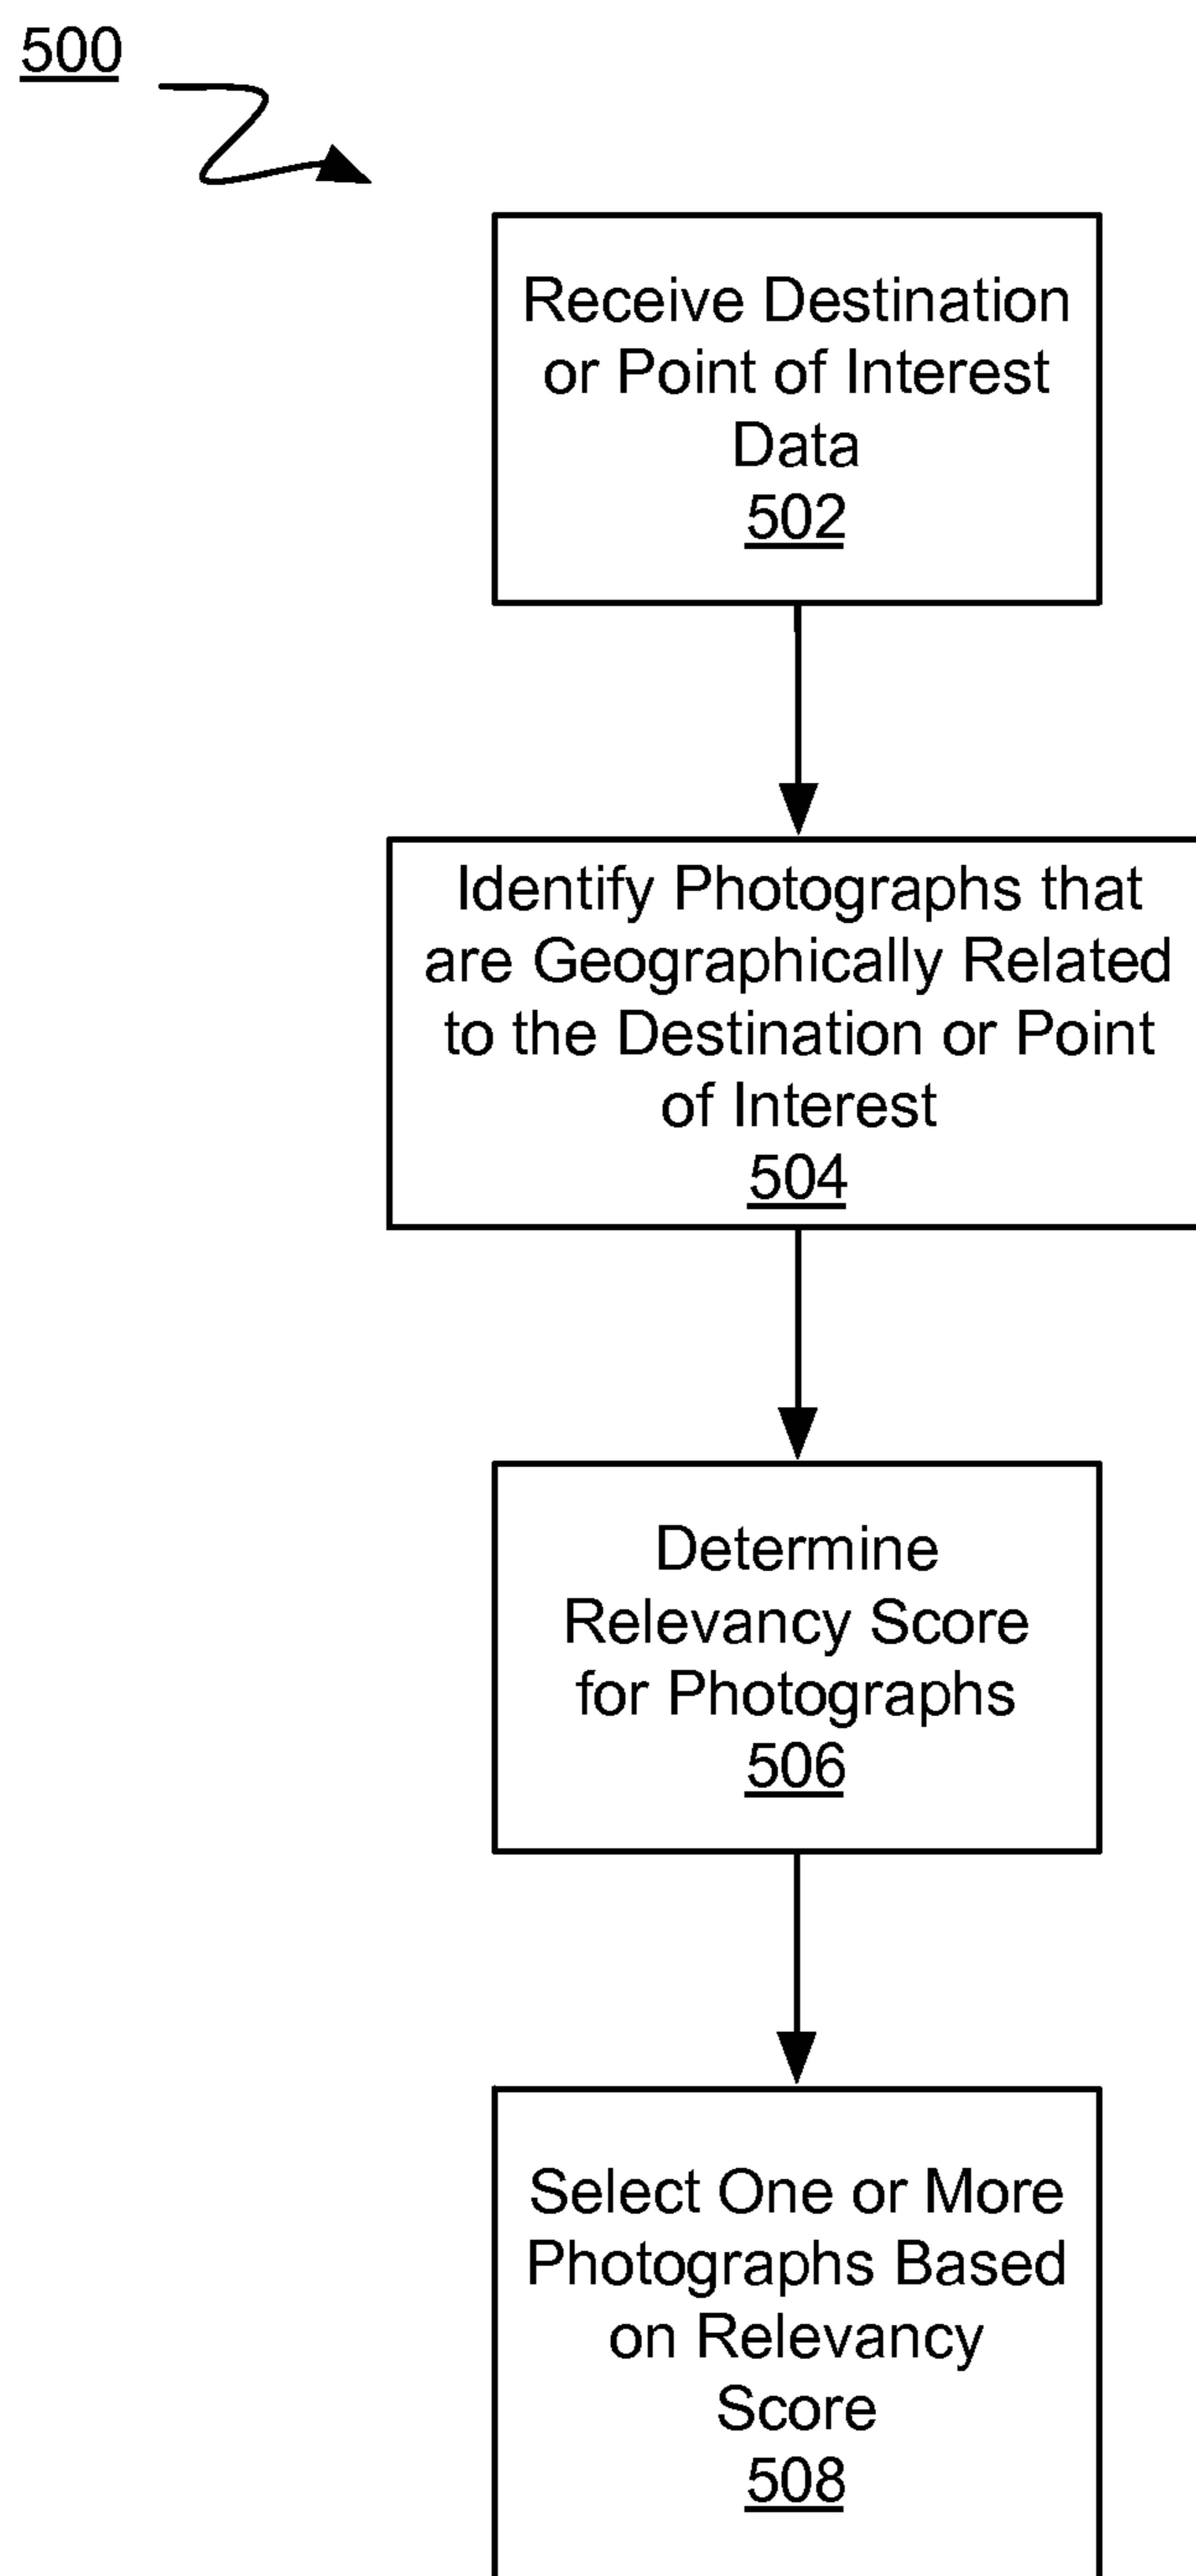 500
Receive Destination
or Point of Interest
Data
502
Identify Photographs that
are Geographically Related
to the Destination or Point
of Interest
504
Determine
Relevancy Score
for Photographs
506
Select One or More
Photographs Based
on Relevancy
Score
508